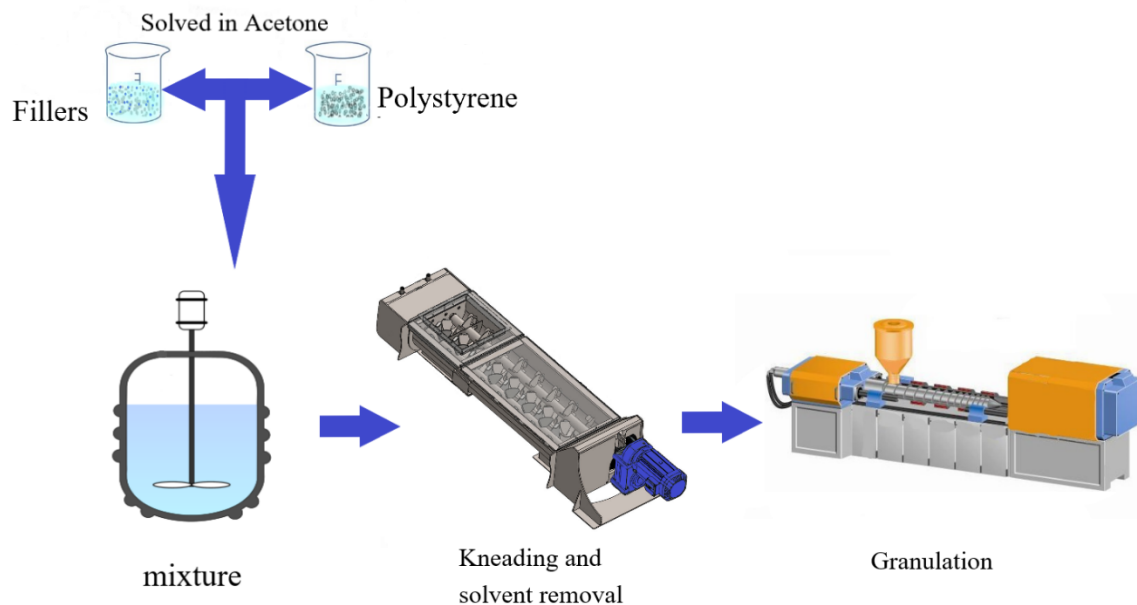 Solved in Acetone
Fillers
Polystyrene
mixture
Kneading and
solvent removal
Granulation